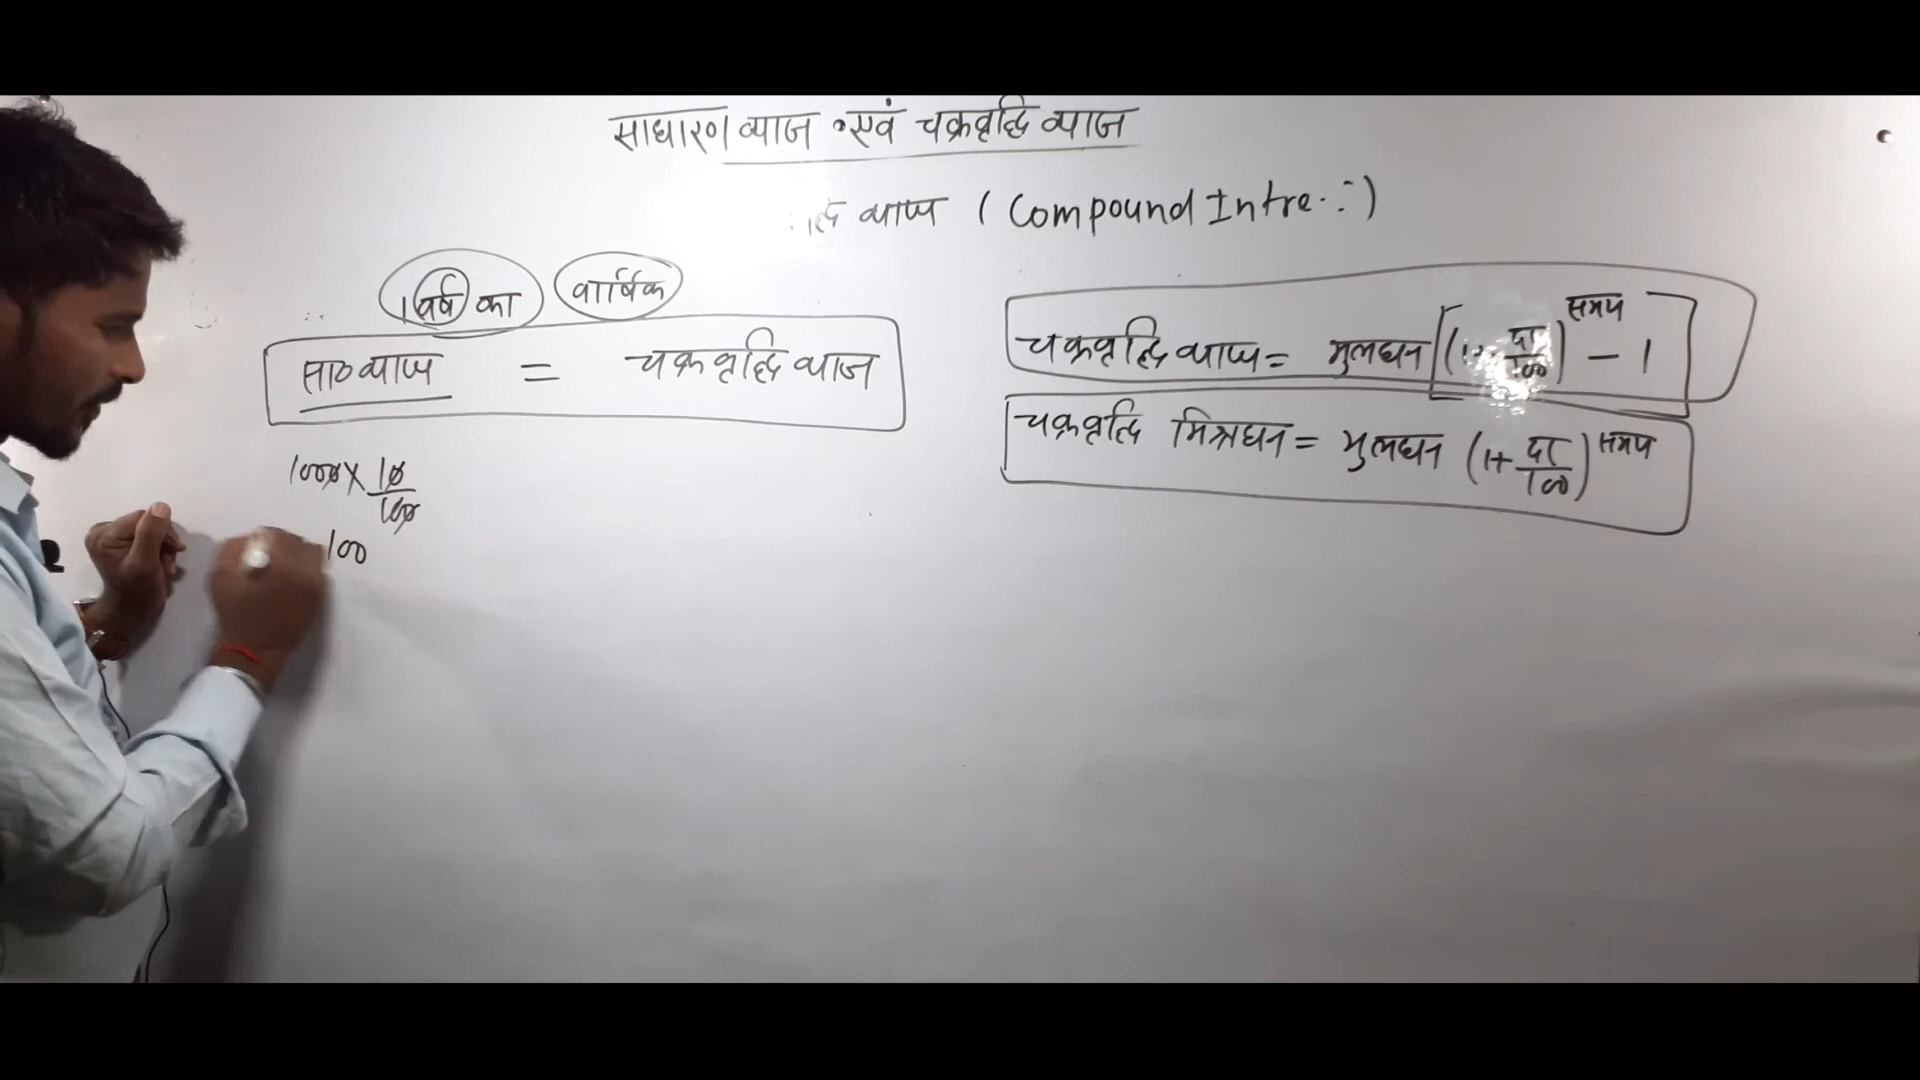 साधारण व्याज एवं चक्रवृद्धि व्याज
व्याज (Compound Intre
1 वर्ष का वार्षिक
सा० व्याज = चक्रवृद्धि व्याज
1000 × 10/100
100
चक्रवृद्धि व्याज = मुलधन [(1+ दर/100)^समय - 1]
चक्रवृद्धि मिश्रधन = मुलधन (1+ दर/100)^समय